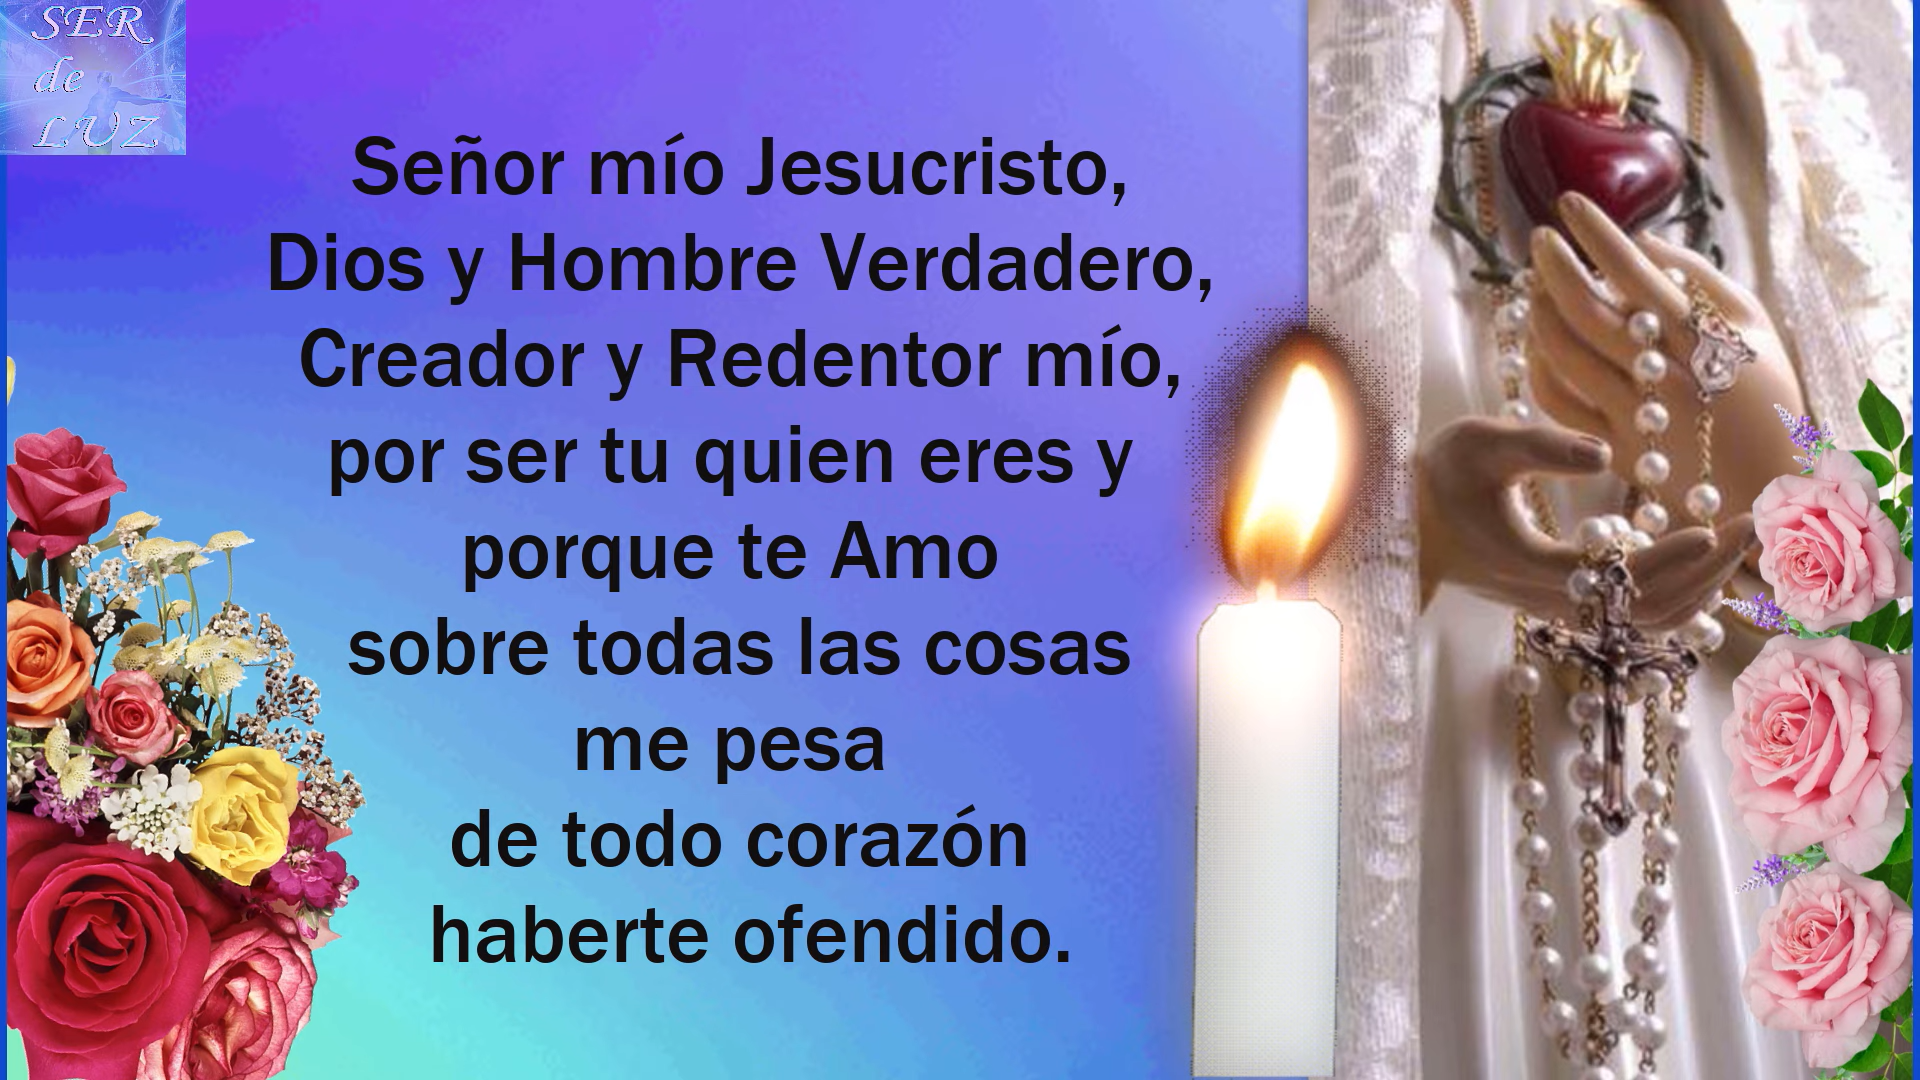 SER
de
LUZ
Señor mío Jesucristo,
Dios y Hombre Verdadero,
Creador y Redentor mío,
por ser tu quien eres y
porque te Amo
sobre todas las cosas
me pesa
de todo corazón
haberte ofendido.